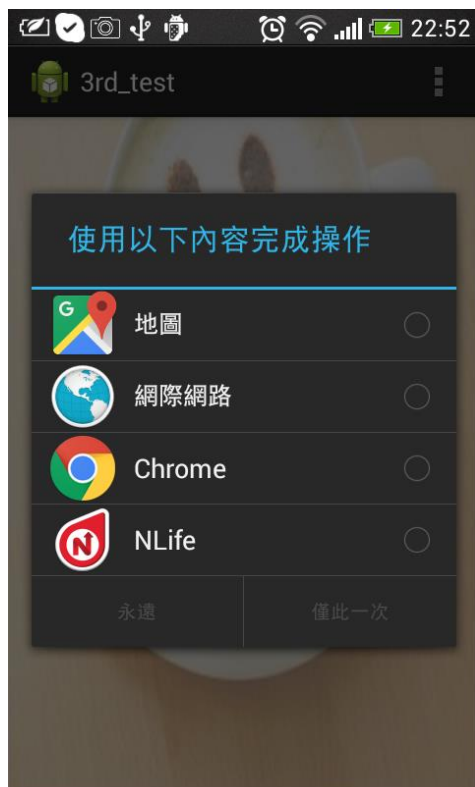 22:52
3rd_test
使用以下內容完成操作
G
地圖
網際網路
Chrome
N
NLife
永遠
僅此一次